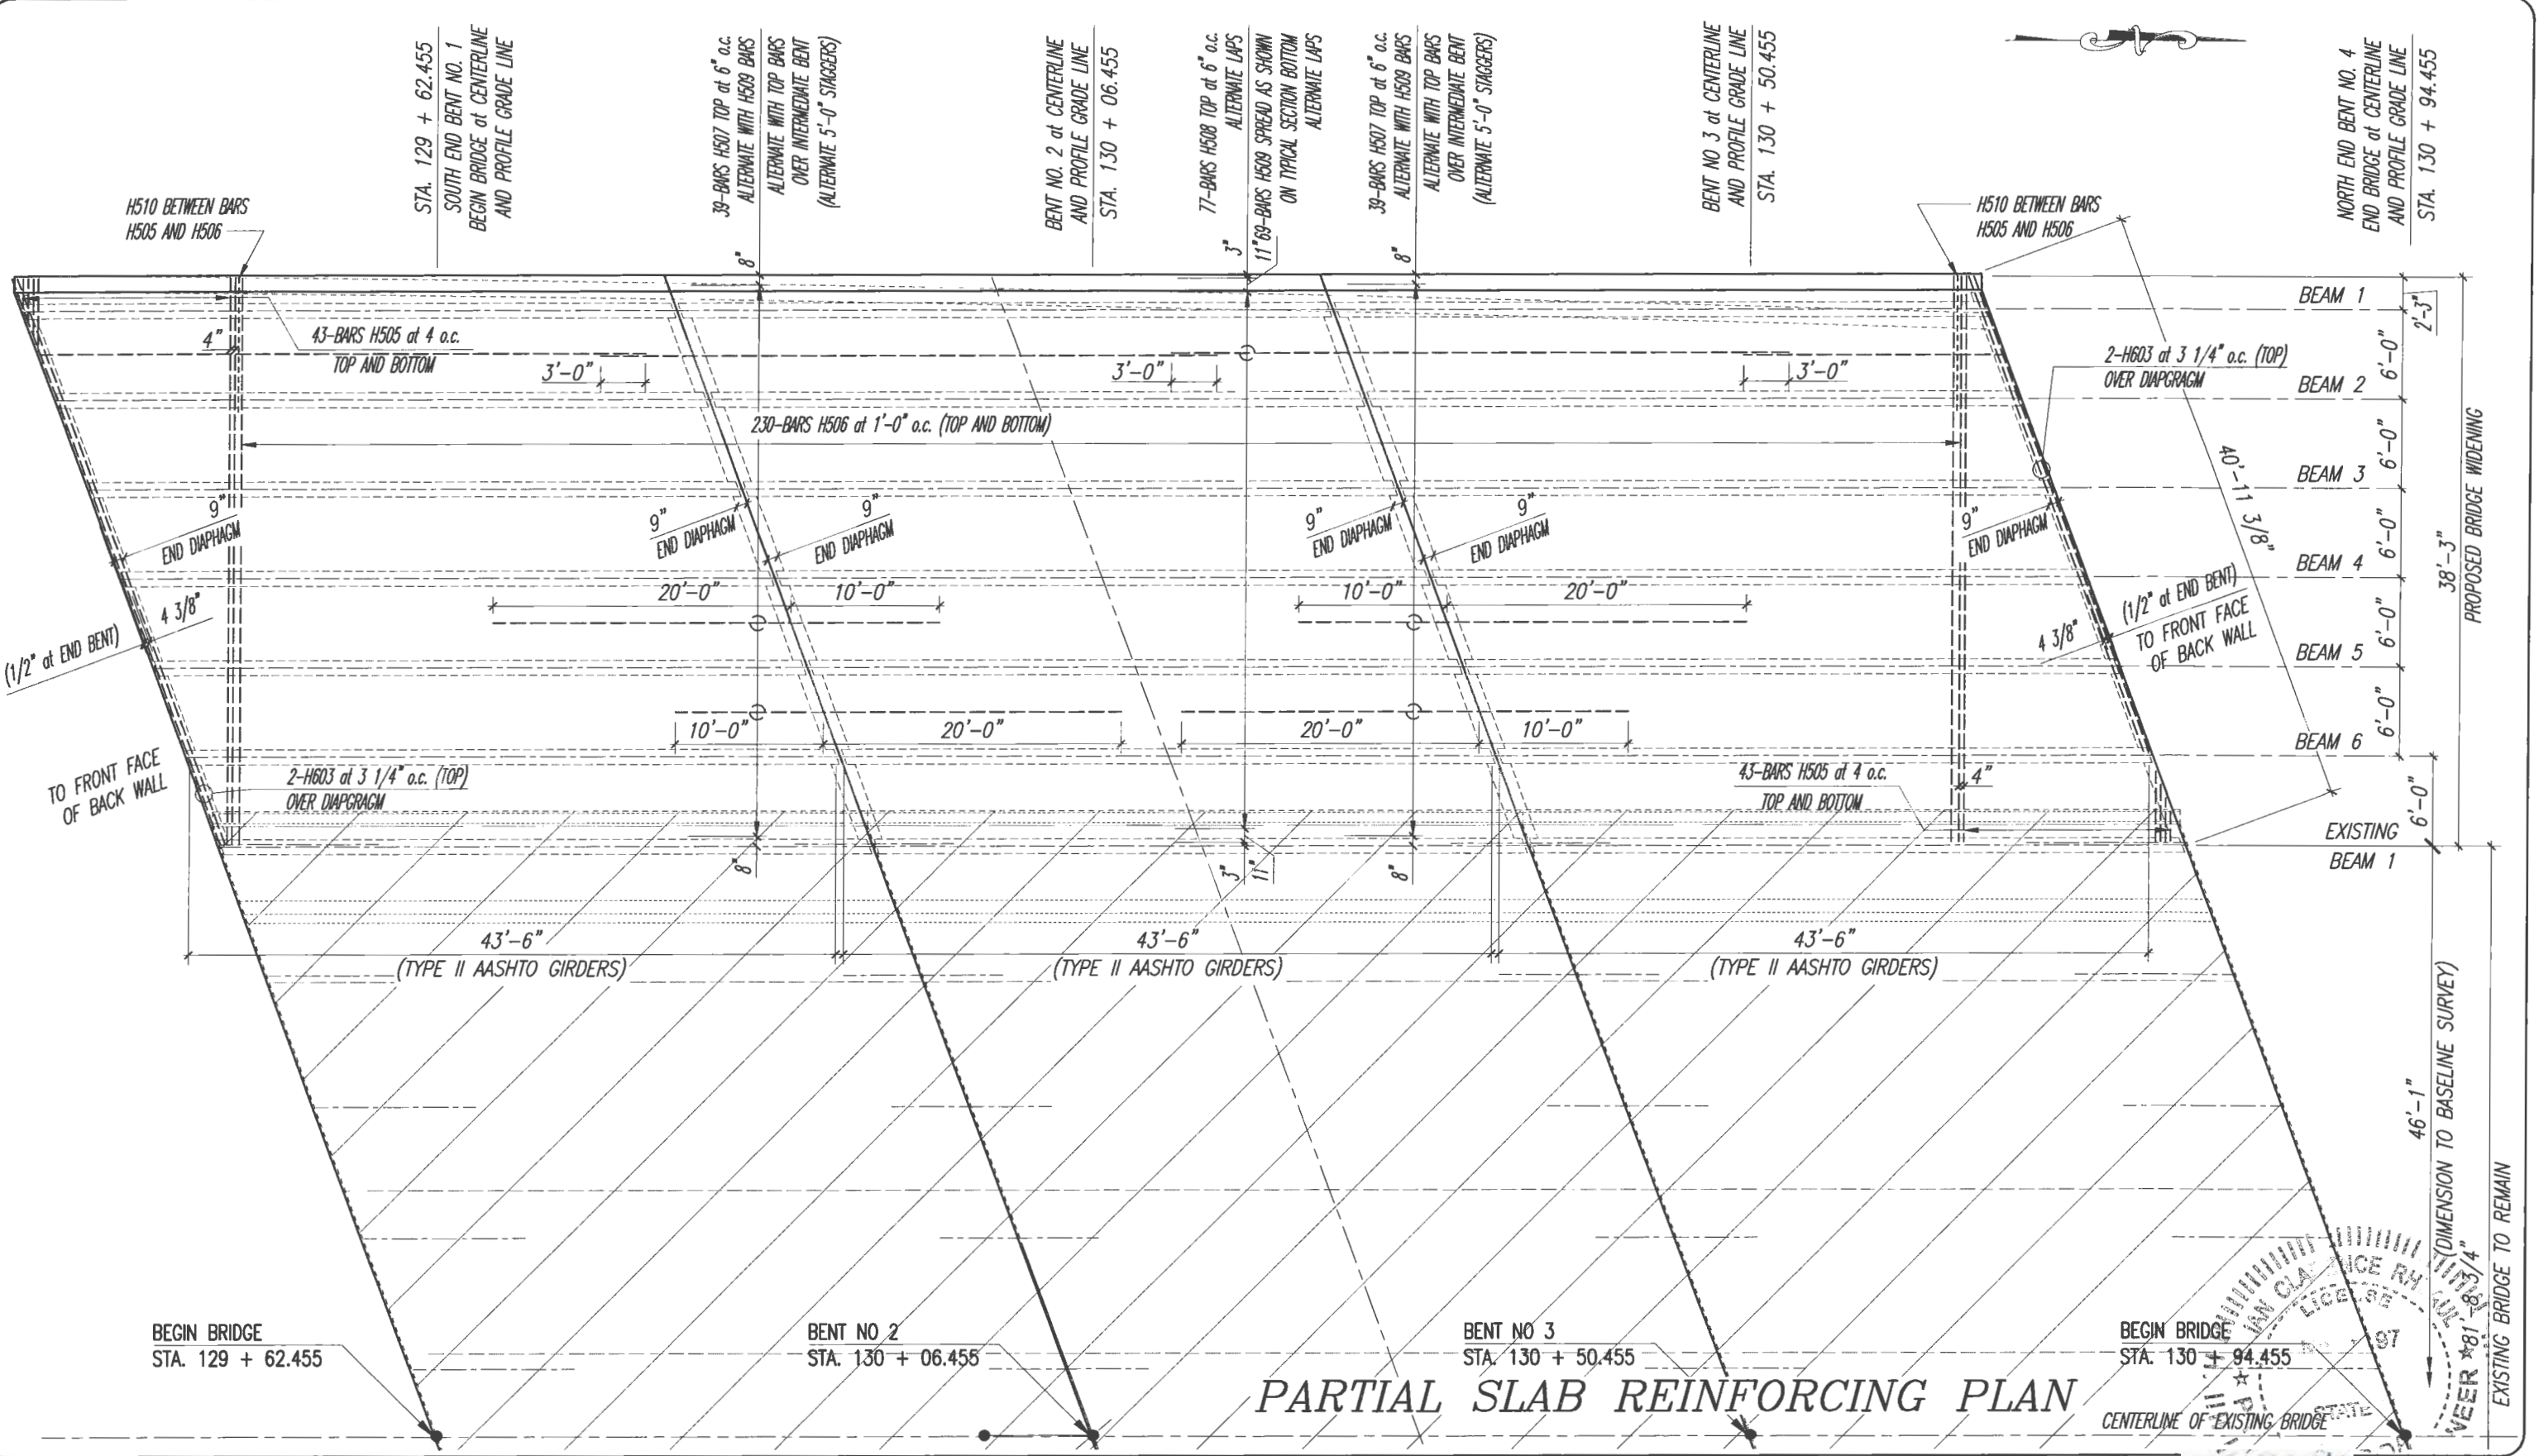 STA. 129 + 62.455
SOUTH END BENT NO. 1
BEGIN BRIDGE at CENTERLINE
AND PROFILE GRADE LINE
39-BARS H507 TOP at 6" o.c.
ALTERNATE WITH H509 BARS
ALTERNATE WITH TOP BARS
OVER INTERMEDIATE BENT
(ALTERNATE 5'-0" STAGGERS)
BENT NO. 2 at CENTERLINE
AND PROFILE GRADE LINE
STA. 130 + 06.455
77-BARS H508 TOP at 6" o.c.
ALTERNATE LAPS
69-BARS H509 SPREAD AS SHOWN
ON TYPICAL SECTION BOTTOM
ALTERNATE LAPS
39-BARS H507 TOP at 6" o.c.
ALTERNATE WITH H509 BARS
ALTERNATE WITH TOP BARS
OVER INTERMEDIATE BENT
(ALTERNATE 5'-0" STAGGERS)
BENT NO 3 at CENTERLINE
AND PROFILE GRADE LINE
STA. 130 + 50.455
NORTH END BENT NO. 4
END BRIDGE at CENTERLINE
AND PROFILE GRADE LINE
STA. 130 + 94.455
H510 BETWEEN BARS
H505 AND H506
H510 BETWEEN BARS
H505 AND H506
8"
3"
11"
8"
BEAM 1
2'-3"
4"
43-BARS H505 at 4 o.c.
TOP AND BOTTOM
3'-0"
3'-0"
3'-0"
2-H603 at 3 1/4" o.c. (TOP)
OVER DIAPGRAGM
BEAM 2
6'-0"
230-BARS H506 at 1'-0" o.c. (TOP AND BOTTOM)
BEAM 3
6'-0"
40'-11 3/8"
9"
END DIAPHAGM
9"
END DIAPHAGM
9"
END DIAPHAGM
9"
END DIAPHAGM
9"
END DIAPHAGM
9"
END DIAPHAGM
BEAM 4
6'-0"
38'-3"
PROPOSED BRIDGE WIDENING
20'-0"
10'-0"
10'-0"
20'-0"
(1/2" at END BENT)
4 3/8"
4 3/8"
(1/2" at END BENT)
TO FRONT FACE
OF BACK WALL
BEAM 5
6'-0"
10'-0"
20'-0"
20'-0"
10'-0"
BEAM 6
6'-0"
TO FRONT FACE
OF BACK WALL
2-H603 at 3 1/4" o.c. (TOP)
OVER DIAPGRAGM
43-BARS H505 at 4 o.c.
TOP AND BOTTOM
4"
6'-0"
EXISTING
BEAM 1
8"
3"
11"
8"
43'-6"
(TYPE II AASHTO GIRDERS)
43'-6"
(TYPE II AASHTO GIRDERS)
43'-6"
(TYPE II AASHTO GIRDERS)
46'-1"
(DIMENSION TO BASELINE SURVEY)
81'-8 3/4"
EXISTING BRIDGE TO REMAIN
BEGIN BRIDGE
STA. 129 + 62.455
BENT NO 2
STA. 130 + 06.455
BENT NO 3
STA. 130 + 50.455
BEGIN BRIDGE
STA. 130 + 94.455
PARTIAL SLAB REINFORCING PLAN
CENTERLINE OF EXISTING BRIDGE
STATE